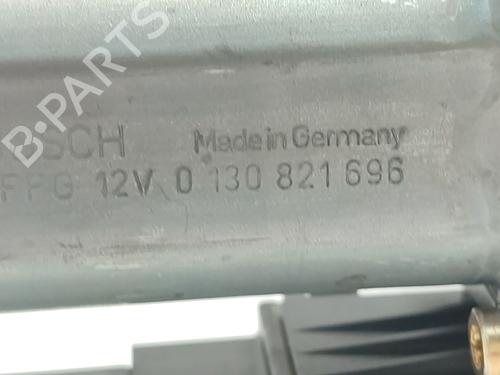 B-PARTS
SCH Made in Germany
FPG 12V 0 130 821 696